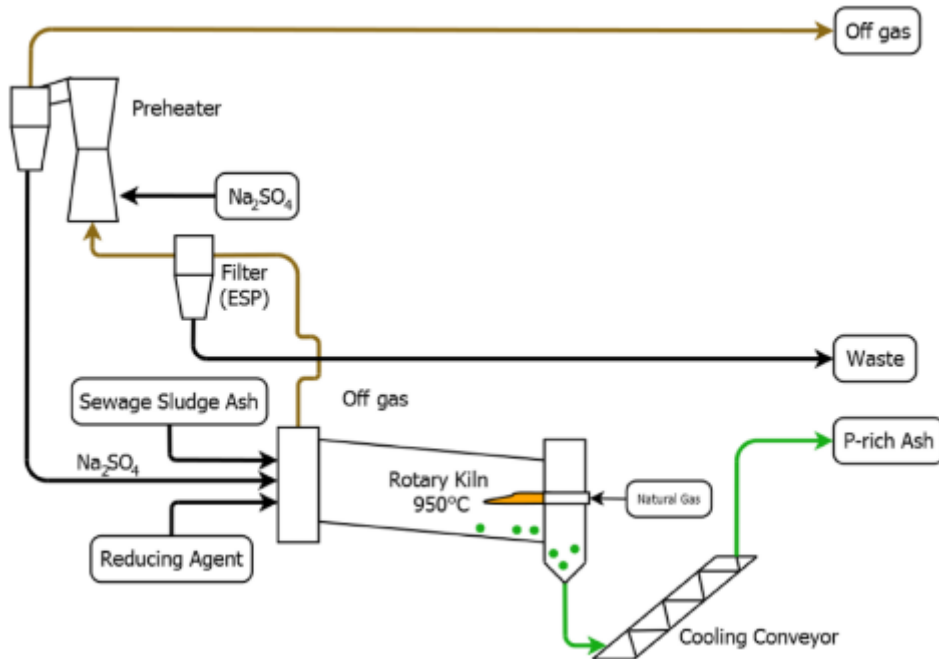 Off gas
Preheater
Na₂SO₄
Filter
(ESP)
Waste
Sewage Sludge Ash
Off gas
P-rich Ash
Na₂SO₄
Rotary Kiln
950°C
Natural Gas
Reducing Agent
Cooling Conveyor